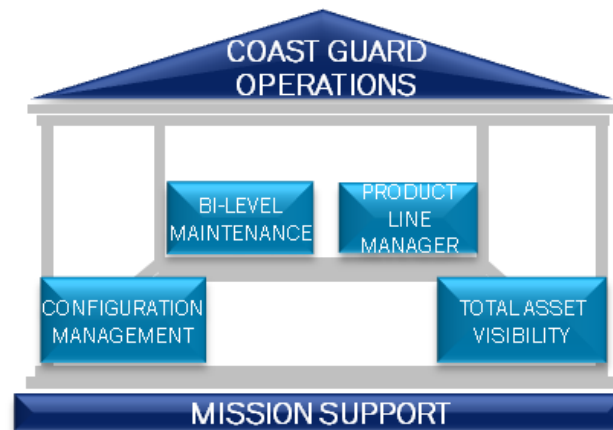 COAST GUARD
OPERATIONS
BI-LEVEL
MAINTENANCE
PRODUCT
LINE
MANAGER
CONFIGURATION
MANAGEMENT
TOTAL ASSET
VISIBILITY
MISSION SUPPORT